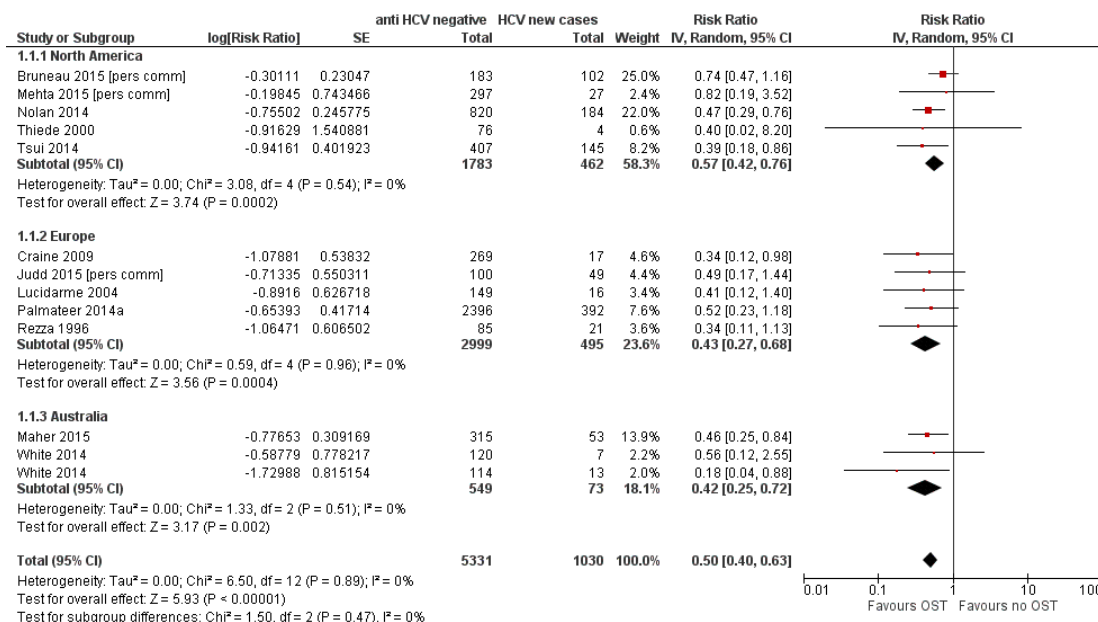 anti HCV negative HCV new cases Risk Ratio Risk Ratio
Study or Subgroup log[Risk Ratio] SE Total Total Weight IV, Random, 95% CI IV, Random, 95% CI
1.1.1 North America
Bruneau 2015 [pers comm] -0.30111 0.23047 183 102 25.0% 0.74 [0.47, 1.16]
Mehta 2015 [pers comm] -0.19845 0.743466 297 27 2.4% 0.82 [0.19, 3.52]
Nolan 2014 -0.75502 0.245775 820 184 22.0% 0.47 [0.29, 0.76]
Thiede 2000 -0.91629 1.540881 76 4 0.6% 0.40 [0.02, 8.20]
Tsui 2014 -0.94161 0.401923 407 145 8.2% 0.39 [0.18, 0.86]
Subtotal (95% CI) 1783 462 58.3% 0.57 [0.42, 0.76]
Heterogeneity: Tau² = 0.00; Chi² = 3.08, df = 4 (P = 0.54); I² = 0%
Test for overall effect: Z = 3.74 (P = 0.0002)
1.1.2 Europe
Craine 2009 -1.07881 0.53832 269 17 4.6% 0.34 [0.12, 0.98]
Judd 2015 [pers comm] -0.71335 0.550311 100 49 4.4% 0.49 [0.17, 1.44]
Lucidarme 2004 -0.8916 0.626718 149 16 3.4% 0.41 [0.12, 1.40]
Palmateer 2014a -0.65393 0.41714 2396 392 7.6% 0.52 [0.23, 1.18]
Rezza 1996 -1.06471 0.606502 85 21 3.6% 0.34 [0.11, 1.13]
Subtotal (95% CI) 2999 495 23.6% 0.43 [0.27, 0.68]
Heterogeneity: Tau² = 0.00; Chi² = 0.59, df = 4 (P = 0.96); I² = 0%
Test for overall effect: Z = 3.56 (P = 0.0004)
1.1.3 Australia
Maher 2015 -0.77653 0.309169 315 53 13.9% 0.46 [0.25, 0.84]
White 2014 -0.58779 0.778217 120 7 2.2% 0.56 [0.12, 2.55]
White 2014 -1.72988 0.815154 114 13 2.0% 0.18 [0.04, 0.88]
Subtotal (95% CI) 549 73 18.1% 0.42 [0.25, 0.72]
Heterogeneity: Tau² = 0.00; Chi² = 1.33, df = 2 (P = 0.51); I² = 0%
Test for overall effect: Z = 3.17 (P = 0.002)
Total (95% CI) 5331 1030 100.0% 0.50 [0.40, 0.63]
Heterogeneity: Tau² = 0.00; Chi² = 6.50, df = 12 (P = 0.89); I² = 0%
Test for overall effect: Z = 5.93 (P < 0.00001)
Test for subgroup differences: Chi² = 1.50, df = 2 (P = 0.47), I² = 0%
0.01 0.1 1 10 100
Favours OST Favours no OST